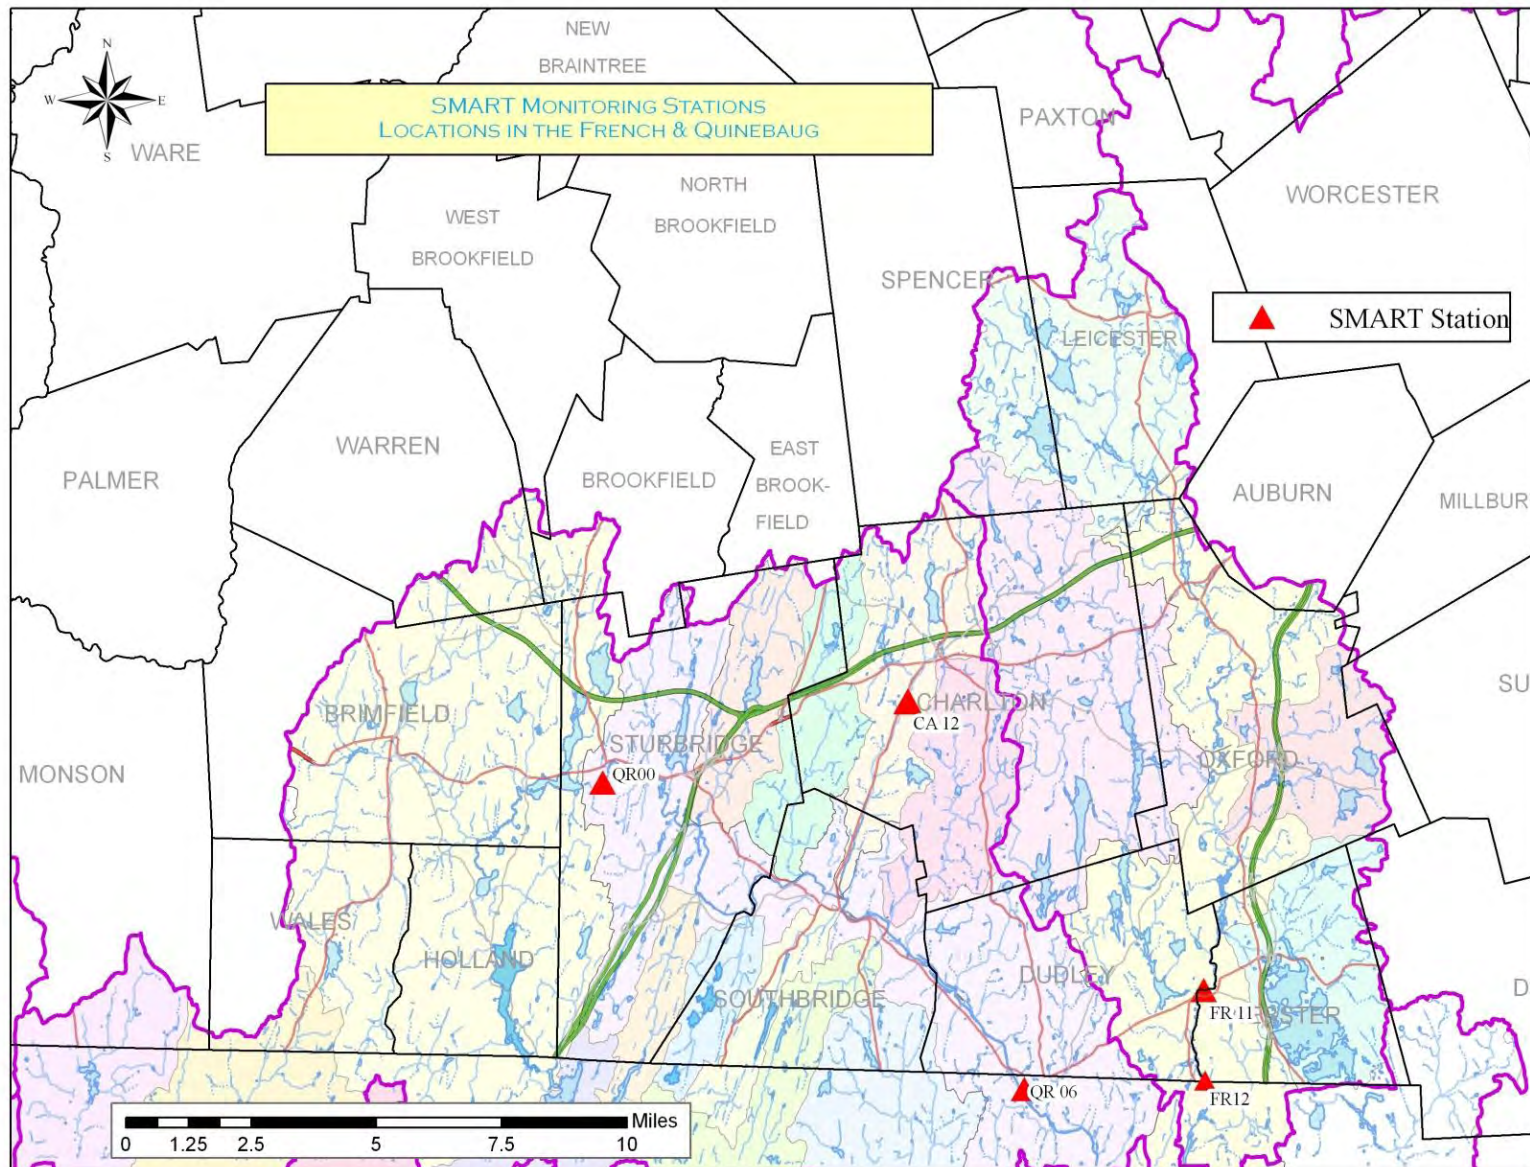 NEW
BRAINTREE
N
W
E
S
SMART MONITORING STATIONS
LOCATIONS IN THE FRENCH & QUINEBAUG
PAXTON
WARE
NORTH
BROOKFIELD
WORCESTER
WEST
BROOKFIELD
SPENCER
SMART Station
LEICESTER
WARREN
EAST
BROOK-
FIELD
PALMER
BROOKFIELD
AUBURN
MILLBUR
SU
BRIMFIELD
CHARLTON
CA 12
STURBRIDGE
OXFORD
MONSON
QR00
WALES
HOLLAND
SOUTHBRIDGE
DUDLEY
D
FR 11
BSTER
QR 06
FR12
Miles
0 1.25 2.5 5 7.5 10